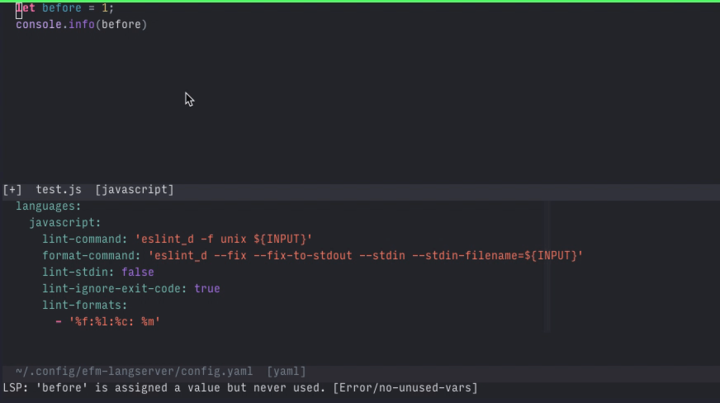 let before = 1;
console.info(before)
[+] test.js [javascript]
languages:
javascript:
lint-command: 'eslint_d -f unix ${INPUT}'
format-command: 'eslint_d --fix --fix-to-stdout --stdin --stdin-filename=${INPUT}'
lint-stdin: false
lint-ignore-exit-code: true
lint-formats:
- '%f:%l:%c: %m'
~/.config/efm-langserver/config.yaml [yaml]
LSP: 'before' is assigned a value but never used. [Error/no-unused-vars]